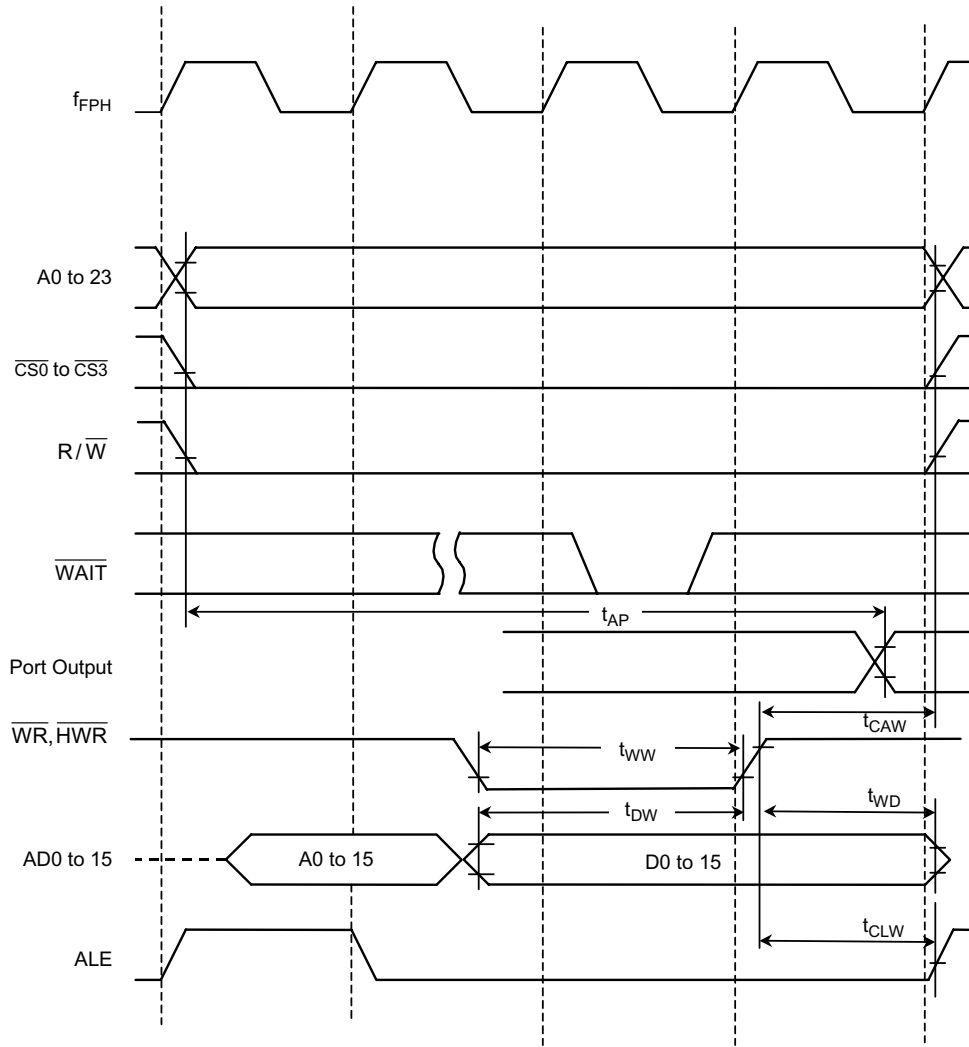 fFPH
A0 to 23
CS0 to CS3
R / W
WAIT
tAP
Port Output
tCAW
WR, HWR
tWW
tWD
tDW
AD0 to 15
A0 to 15
D0 to 15
tCLW
ALE